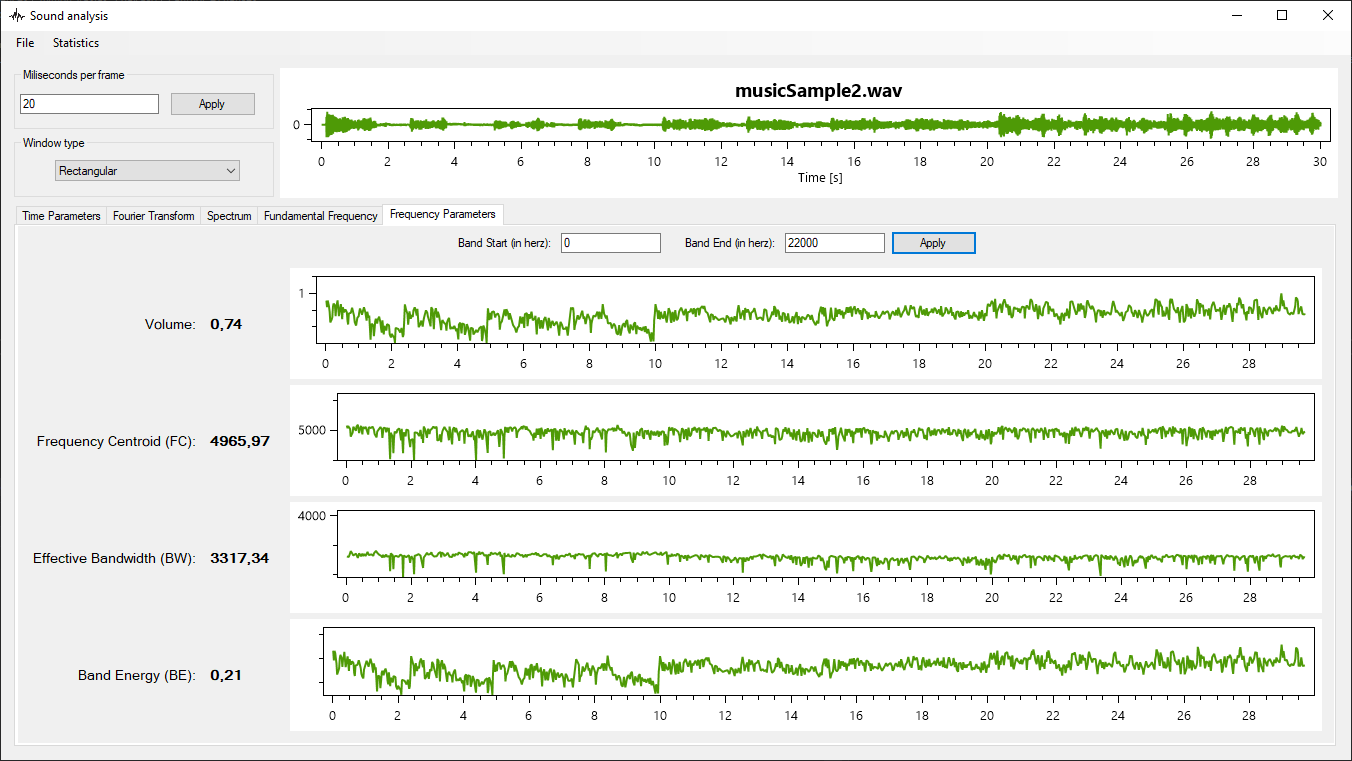 Sound analysis
File Statistics
Miliseconds per frame
20 Apply
Window type
Rectangular
musicSample2.wav
0
0 2 4 6 8 10 12 14 16 18 20 22 24 26 28 30
Time [s]
Time Parameters Fourier Transform Spectrum Fundamental Frequency Frequency Parameters
Band Start (in herz): 0 Band End (in herz): 22000 Apply
Volume: 0,74
1
0 2 4 6 8 10 12 14 16 18 20 22 24 26 28
Frequency Centroid (FC): 4965,97
5000
0 2 4 6 8 10 12 14 16 18 20 22 24 26 28
Effective Bandwidth (BW): 3317,34
4000
0 2 4 6 8 10 12 14 16 18 20 22 24 26 28
Band Energy (BE): 0,21
0 2 4 6 8 10 12 14 16 18 20 22 24 26 28